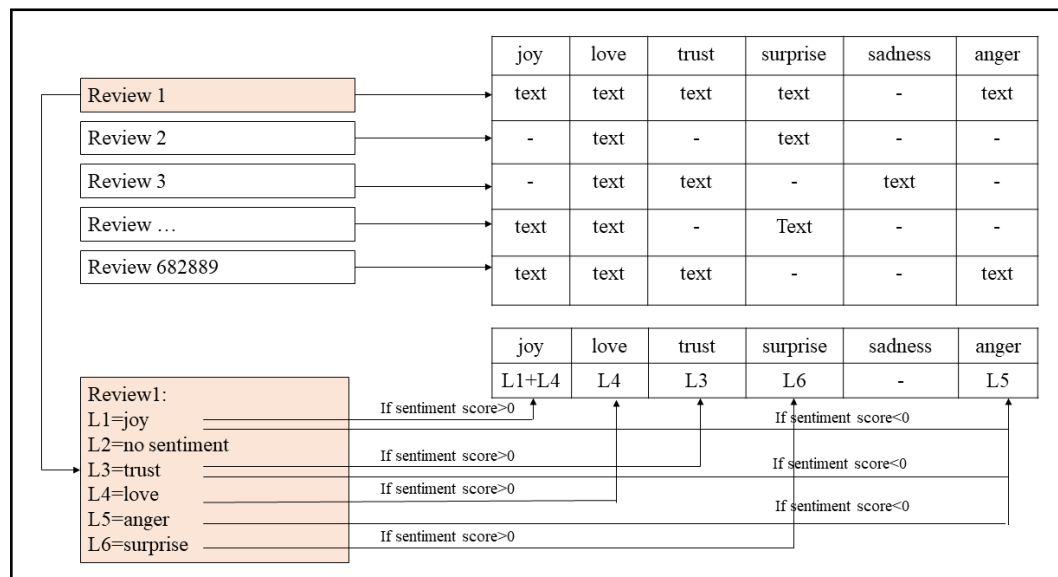 joy love trust surprise sadness anger
Review 1 text text text text - text
Review 2 - text - text - -
Review 3 - text text - text -
Review … text text - Text - -
Review 682889 text text text - - text
joy love trust surprise sadness anger
L1+L4 L4 L3 L6 - L5
Review1:
L1=joy If sentiment score>0 If sentiment score<0
L2=no sentiment
L3=trust If sentiment score>0 If sentiment score<0
L4=love If sentiment score>0
L5=anger If sentiment score<0
L6=surprise If sentiment score>0